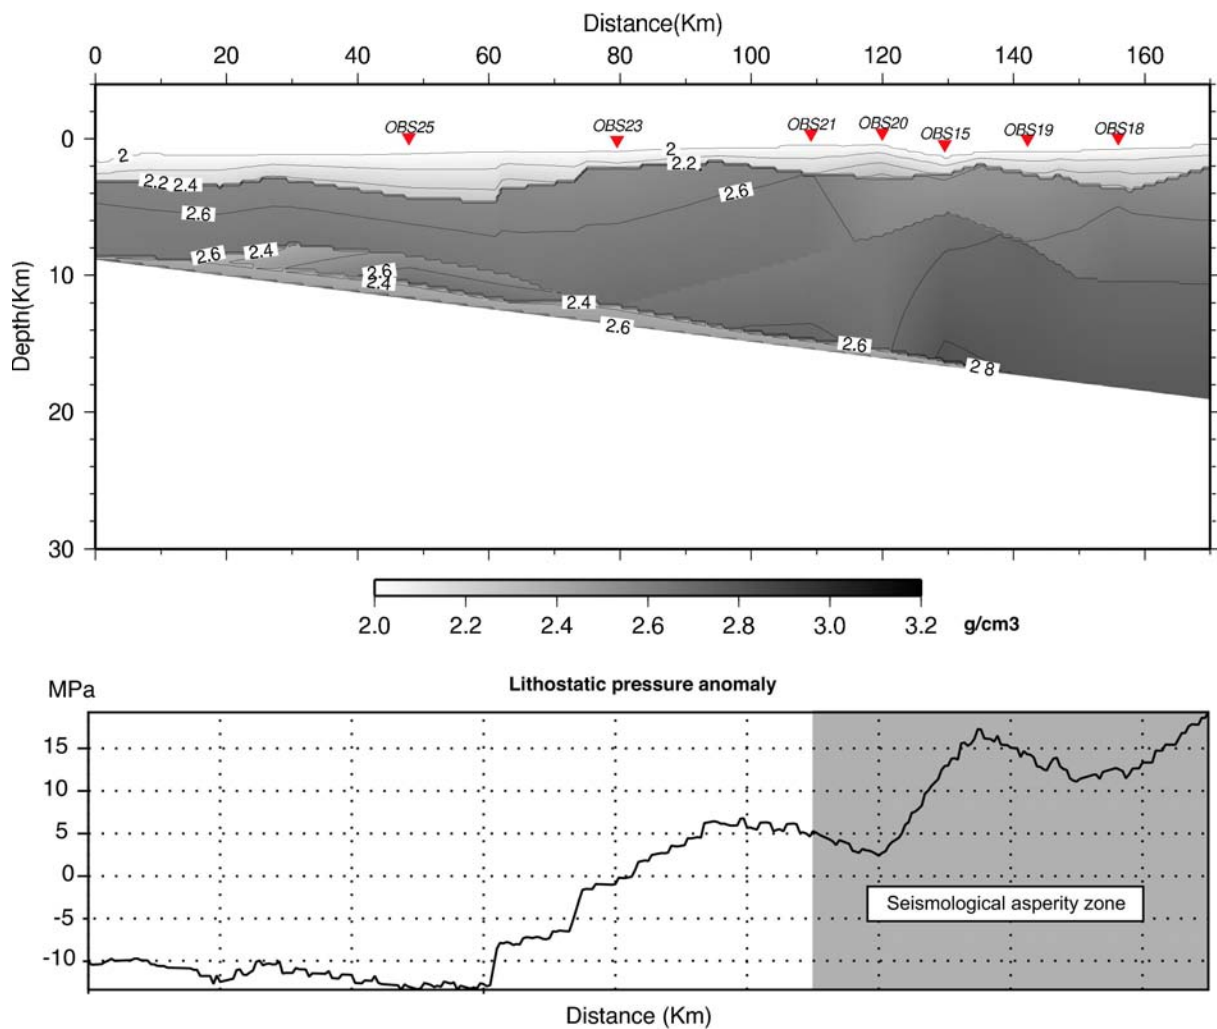 Distance(Km)
0 20 40 60 80 100 120 140 160
OBS25 OBS23 OBS21 OBS20 OBS15 OBS19 OBS18
0
10
20
30
Depth(Km)
2 2
2.2 2.4 2.2
2.6 2.6
2.6 2.4
2.6
2.4 2.4
2.6 2.6
2 8
2.0 2.2 2.4 2.6 2.8 3.0 3.2 g/cm3
MPa Lithostatic pressure anomaly
15
10
5
0
-5
-10
Seismological asperity zone
Distance (Km)